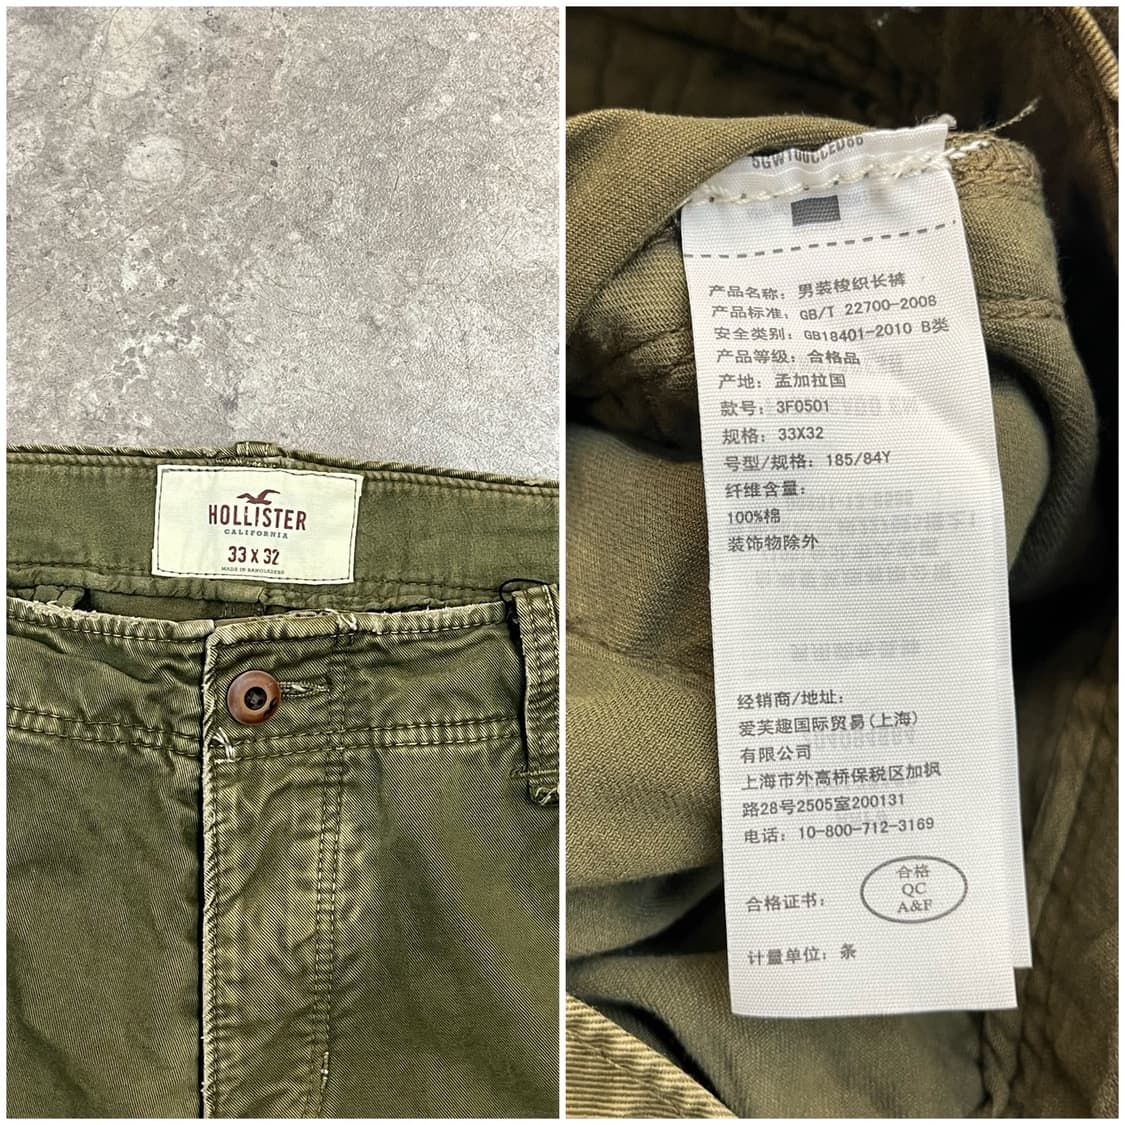 HOLLISTER
CALIFORNIA
33 X 32
MADE IN BANGLADESH
产品名称：男装梭织长裤
产品标准：GB/T 22700-2008
安全类别：GB18401-2010 B类
产品等级：合格品
产地：孟加拉国
款号：3F0501
规格：33X32
号型/规格：185/84Y
纤维含量：
100%棉
装饰物除外
经销商/地址：
爱芙趣国际贸易(上海)
有限公司
上海市外高桥保税区加枫
路28号2505室200131
电话：10-800-712-3169
合格
QC
A&F
合格证书：
计量单位：条